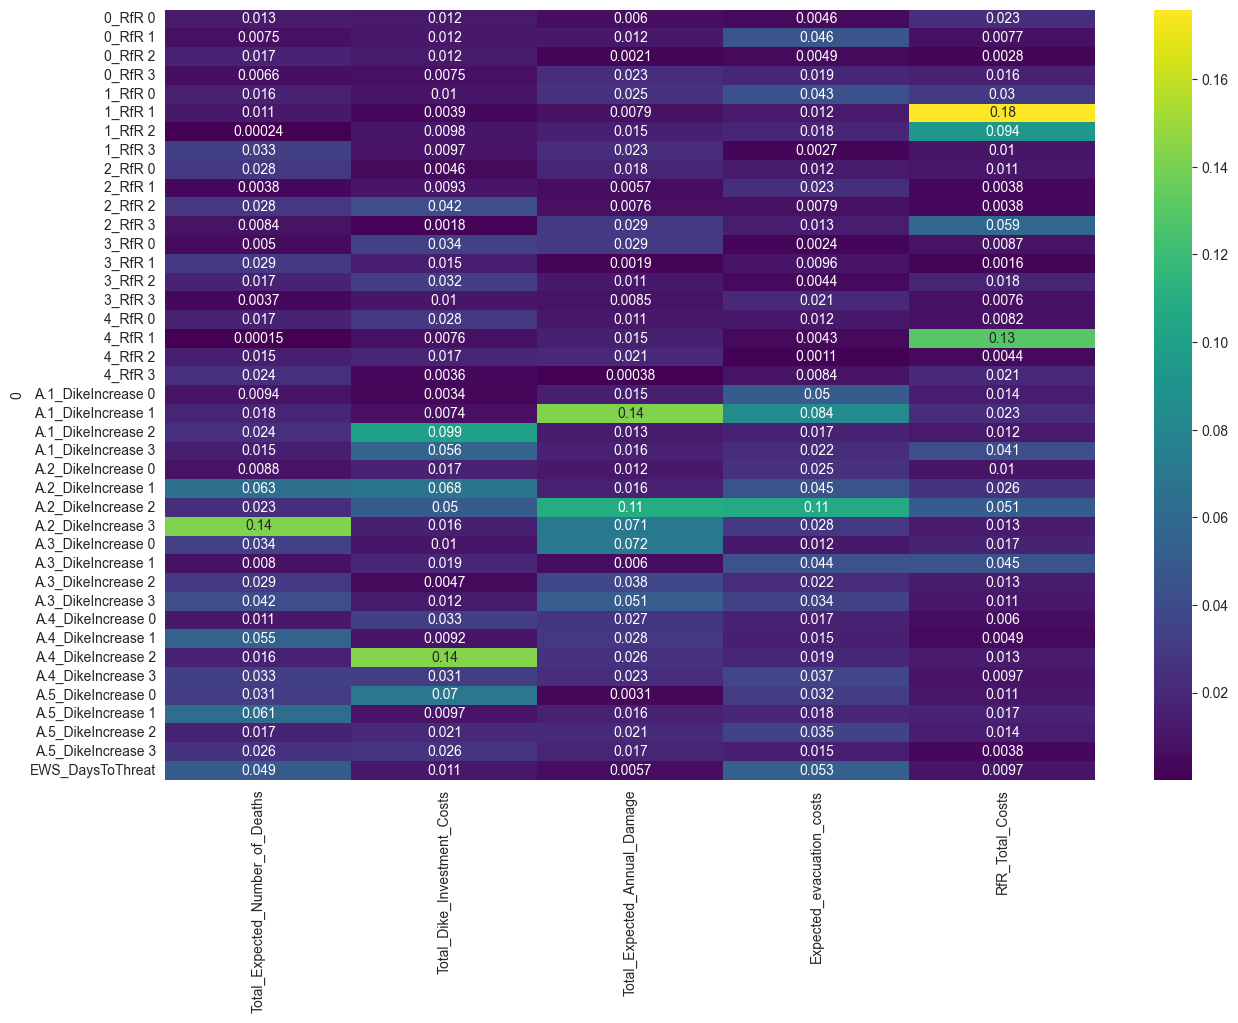 0_RfR 0 0.013 0.012 0.006 0.0046 0.023
0_RfR 1 0.0075 0.012 0.012 0.046 0.0077
0_RfR 2 0.017 0.012 0.0021 0.0049 0.0028
0_RfR 3 0.0066 0.0075 0.023 0.019 0.016
1_RfR 0 0.016 0.01 0.025 0.043 0.03
1_RfR 1 0.011 0.0039 0.0079 0.012 0.18
1_RfR 2 0.00024 0.0098 0.015 0.018 0.094
1_RfR 3 0.033 0.0097 0.023 0.0027 0.01
2_RfR 0 0.028 0.0046 0.018 0.012 0.011
2_RfR 1 0.0038 0.0093 0.0057 0.023 0.0038
2_RfR 2 0.028 0.042 0.0076 0.0079 0.0038
2_RfR 3 0.0084 0.0018 0.029 0.013 0.059
3_RfR 0 0.005 0.034 0.029 0.0024 0.0087
3_RfR 1 0.029 0.015 0.0019 0.0096 0.0016
3_RfR 2 0.017 0.032 0.011 0.0044 0.018
3_RfR 3 0.0037 0.01 0.0085 0.021 0.0076
4_RfR 0 0.017 0.028 0.011 0.012 0.0082
4_RfR 1 0.00015 0.0076 0.015 0.0043 0.13
4_RfR 2 0.015 0.017 0.021 0.0011 0.0044
4_RfR 3 0.024 0.0036 0.00038 0.0084 0.021
A.1_DikeIncrease 0 0.0094 0.0034 0.015 0.05 0.014
A.1_DikeIncrease 1 0.018 0.0074 0.14 0.084 0.023
A.1_DikeIncrease 2 0.024 0.099 0.013 0.017 0.012
A.1_DikeIncrease 3 0.015 0.056 0.016 0.022 0.041
A.2_DikeIncrease 0 0.0088 0.017 0.012 0.025 0.01
A.2_DikeIncrease 1 0.063 0.068 0.016 0.045 0.026
A.2_DikeIncrease 2 0.023 0.05 0.11 0.11 0.051
A.2_DikeIncrease 3 0.14 0.016 0.071 0.028 0.013
A.3_DikeIncrease 0 0.034 0.01 0.072 0.012 0.017
A.3_DikeIncrease 1 0.008 0.019 0.006 0.044 0.045
A.3_DikeIncrease 2 0.029 0.0047 0.038 0.022 0.013
A.3_DikeIncrease 3 0.042 0.012 0.051 0.034 0.011
A.4_DikeIncrease 0 0.011 0.033 0.027 0.017 0.006
A.4_DikeIncrease 1 0.055 0.0092 0.028 0.015 0.0049
A.4_DikeIncrease 2 0.016 0.14 0.026 0.019 0.013
A.4_DikeIncrease 3 0.033 0.031 0.023 0.037 0.0097
A.5_DikeIncrease 0 0.031 0.07 0.0031 0.032 0.011
A.5_DikeIncrease 1 0.061 0.0097 0.016 0.018 0.017
A.5_DikeIncrease 2 0.017 0.021 0.021 0.035 0.014
A.5_DikeIncrease 3 0.026 0.026 0.017 0.015 0.0038
EWS_DaysToThreat 0.049 0.011 0.0057 0.053 0.0097
0
Total_Expected_Number_of_Deaths
Total_Dike_Investment_Costs
Total_Expected_Annual_Damage
Expected_evacuation_costs
RfR_Total_Costs
0.16
0.14
0.12
0.10
0.08
0.06
0.04
0.02